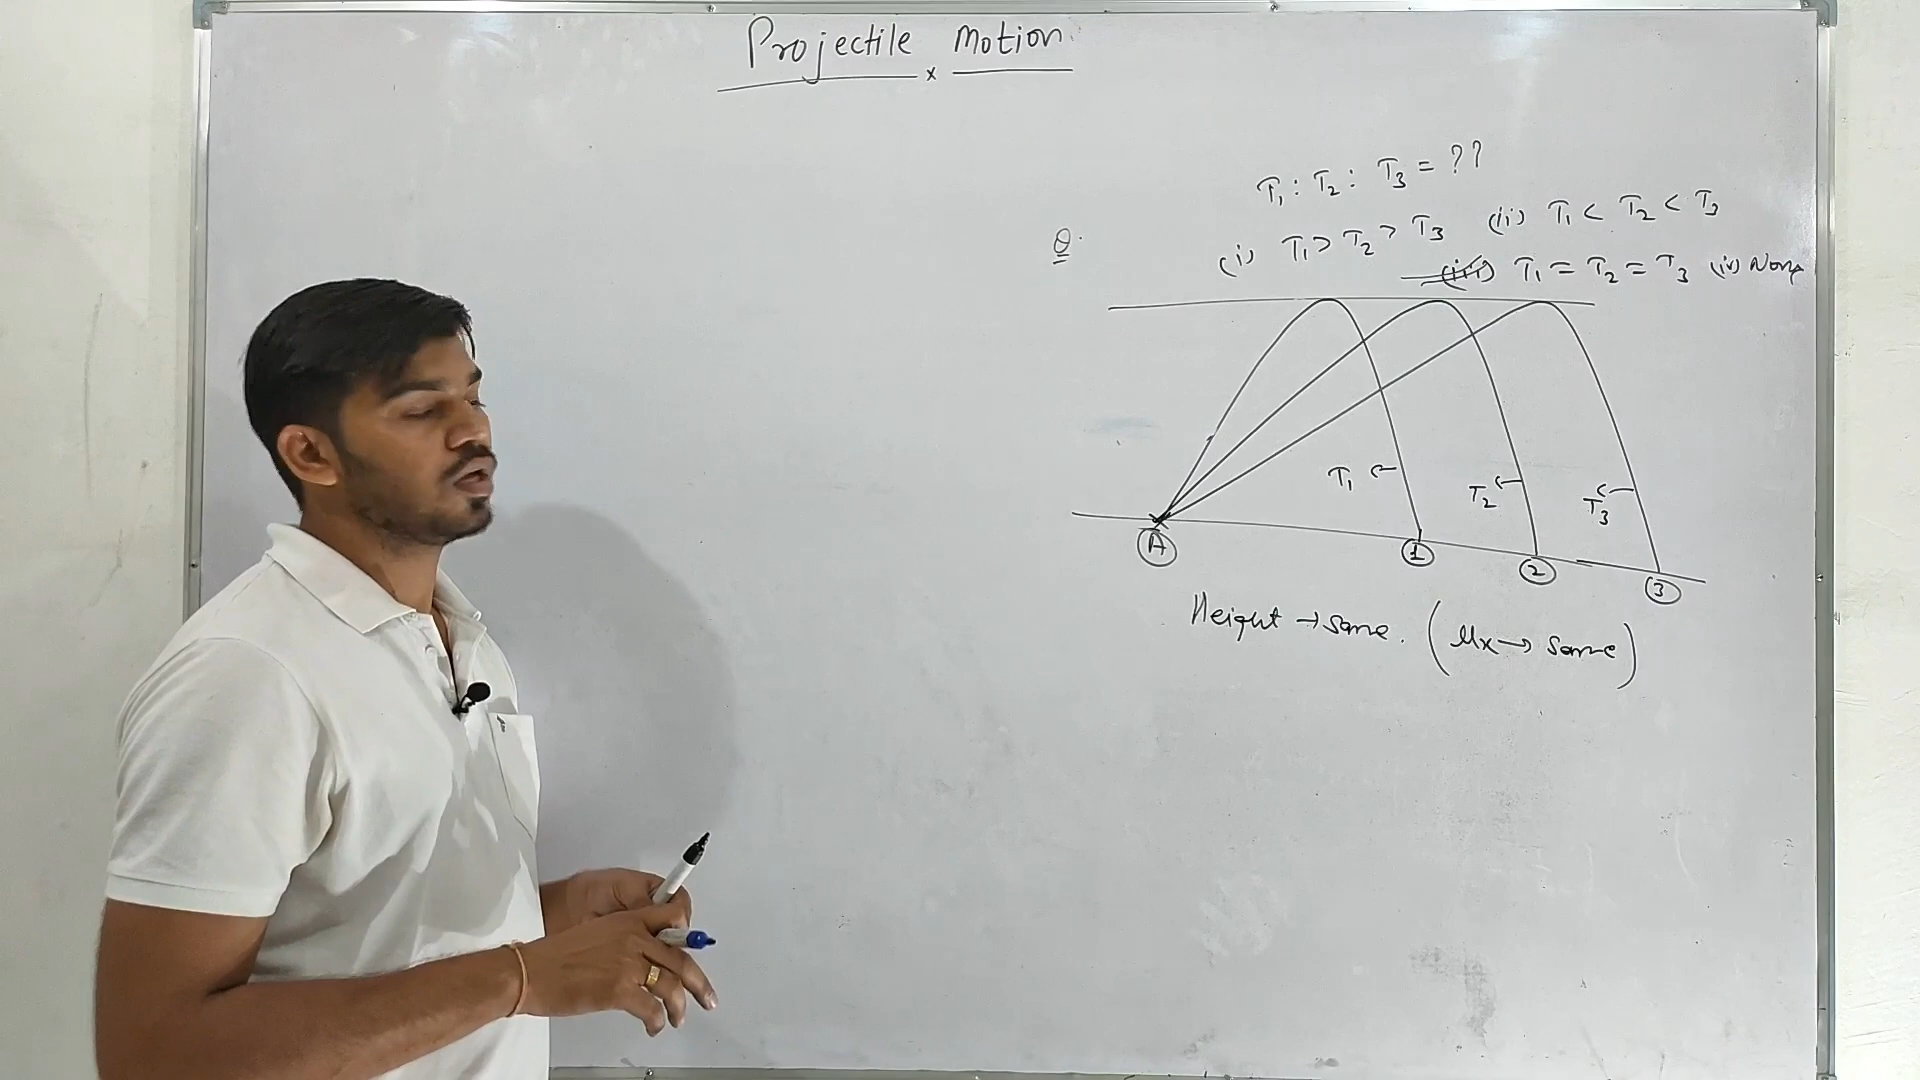 Projectile x Motion
T₁ : T₂ : T₃ = ??
Q.
(i) T₁ > T₂ > T₃ (ii) T₁ < T₂ < T₃
(iii) T₁ = T₂ = T₃ (iv) None
T₁ T₂ T₃
A 1 2 3
Height → same. (Ux → same)